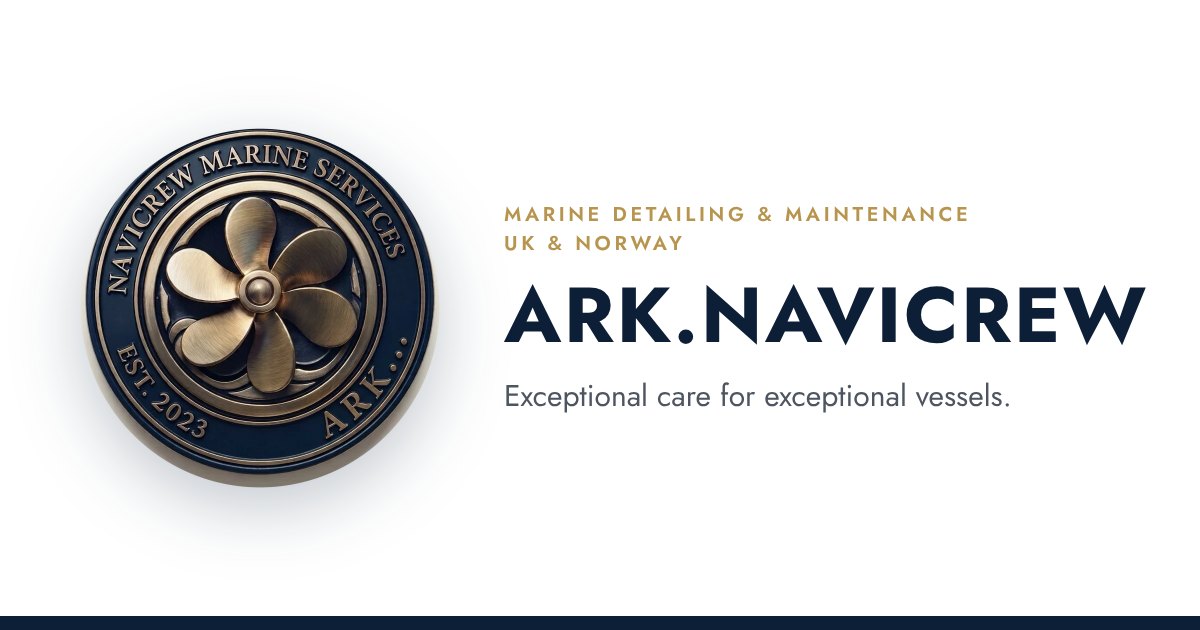 NAVICREW MARINE SERVICES
EST. 2023
ARK...
MARINE DETAILING & MAINTENANCE
UK & NORWAY
ARK.NAVICREW
Exceptional care for exceptional vessels.